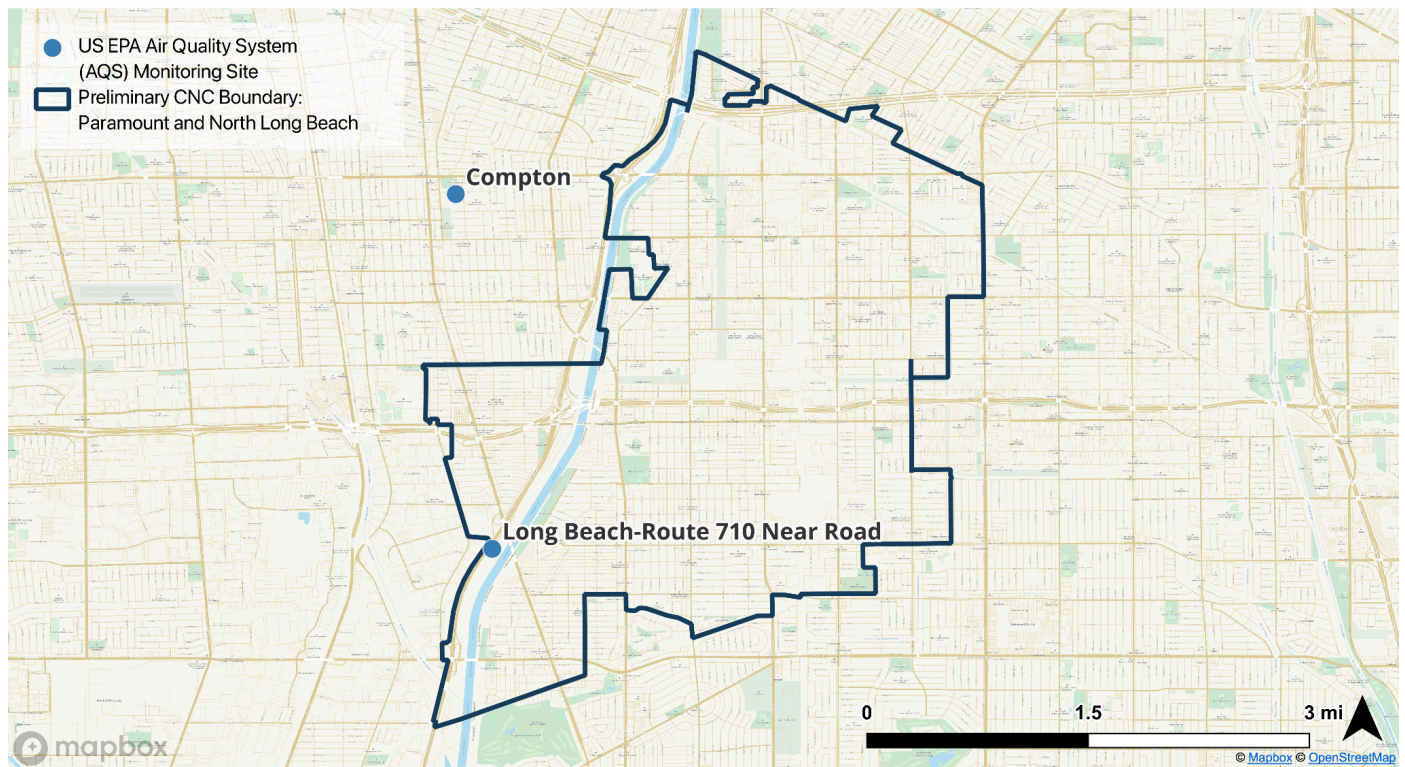 US EPA Air Quality System
(AQS) Monitoring Site
Preliminary CNC Boundary:
Paramount and North Long Beach
Compton
Long Beach-Route 710 Near Road
0 1.5 3 mi
mapbox
© Mapbox © OpenStreetMap